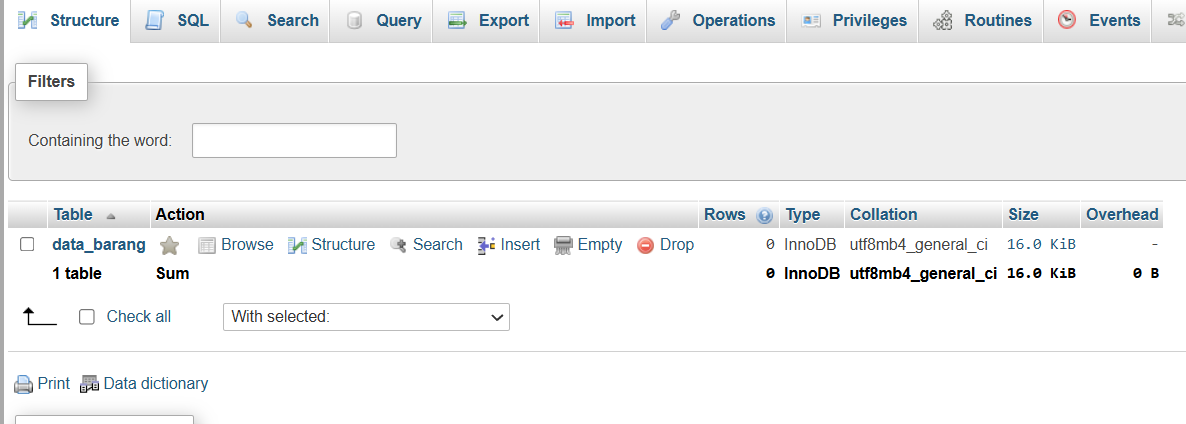 Structure SQL Search Query Export Import Operations Privileges Routines Events
Filters
Containing the word:
Table Action Rows Type Collation Size Overhead
data_barang Browse Structure Search Insert Empty Drop 0 InnoDB utf8mb4_general_ci 16.0 KiB -
1 table Sum 0 InnoDB utf8mb4_general_ci 16.0 KiB 0 B
Check all With selected:
Print Data dictionary